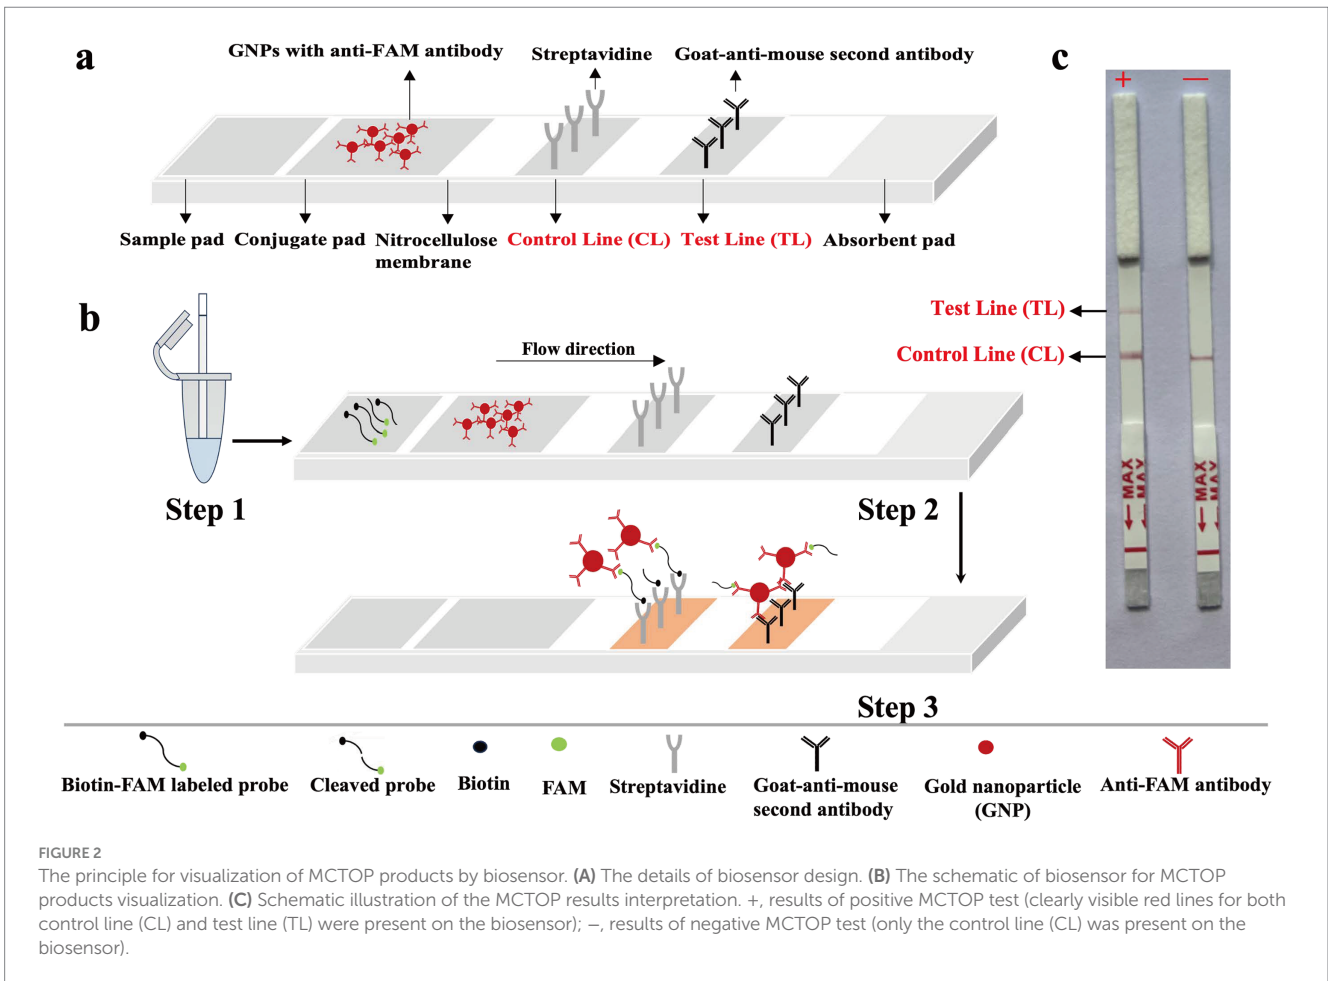 a
GNPs with anti-FAM antibody
Streptavidine
Goat-anti-mouse second antibody
Sample pad
Conjugate pad
Nitrocellulose
membrane
Control Line (CL)
Test Line (TL)
Absorbent pad
b
Flow direction
Step 1
Step 2
Step 3
c
+
—
Test Line (TL)
Control Line (CL)
MAX
MAX
MAX
MAX
Biotin-FAM labeled probe
Cleaved probe
Biotin
FAM
Streptavidine
Goat-anti-mouse
second antibody
Gold nanoparticle
(GNP)
Anti-FAM antibody
FIGURE 2
The principle for visualization of MCTOP products by biosensor. (A) The details of biosensor design. (B) The schematic of biosensor for MCTOP
products visualization. (C) Schematic illustration of the MCTOP results interpretation. +, results of positive MCTOP test (clearly visible red lines for both
control line (CL) and test line (TL) were present on the biosensor); −, results of negative MCTOP test (only the control line (CL) was present on the
biosensor).